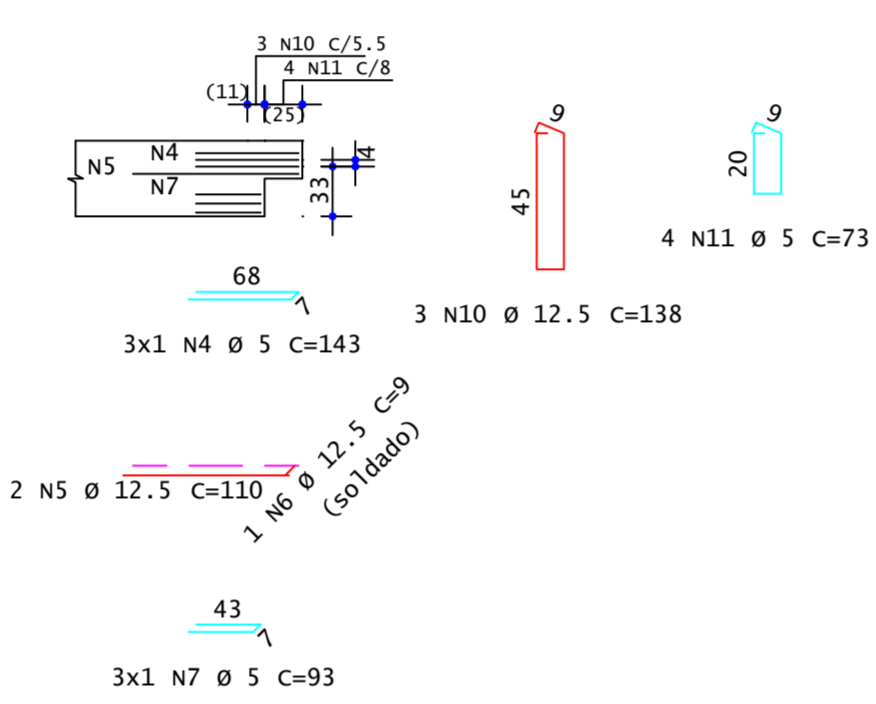 3 N10 C/5.5
4 N11 C/8
(11)
(25)
N5
N4
N7
4
33
9
45
3 N10 Ø 12.5 C=138
9
20
4 N11 Ø 5 C=73
68
7
3x1 N4 Ø 5 C=143
2 N5 Ø 12.5 C=110
1 N6 Ø 12.5 C=9
(soldado)
43
7
3x1 N7 Ø 5 C=93